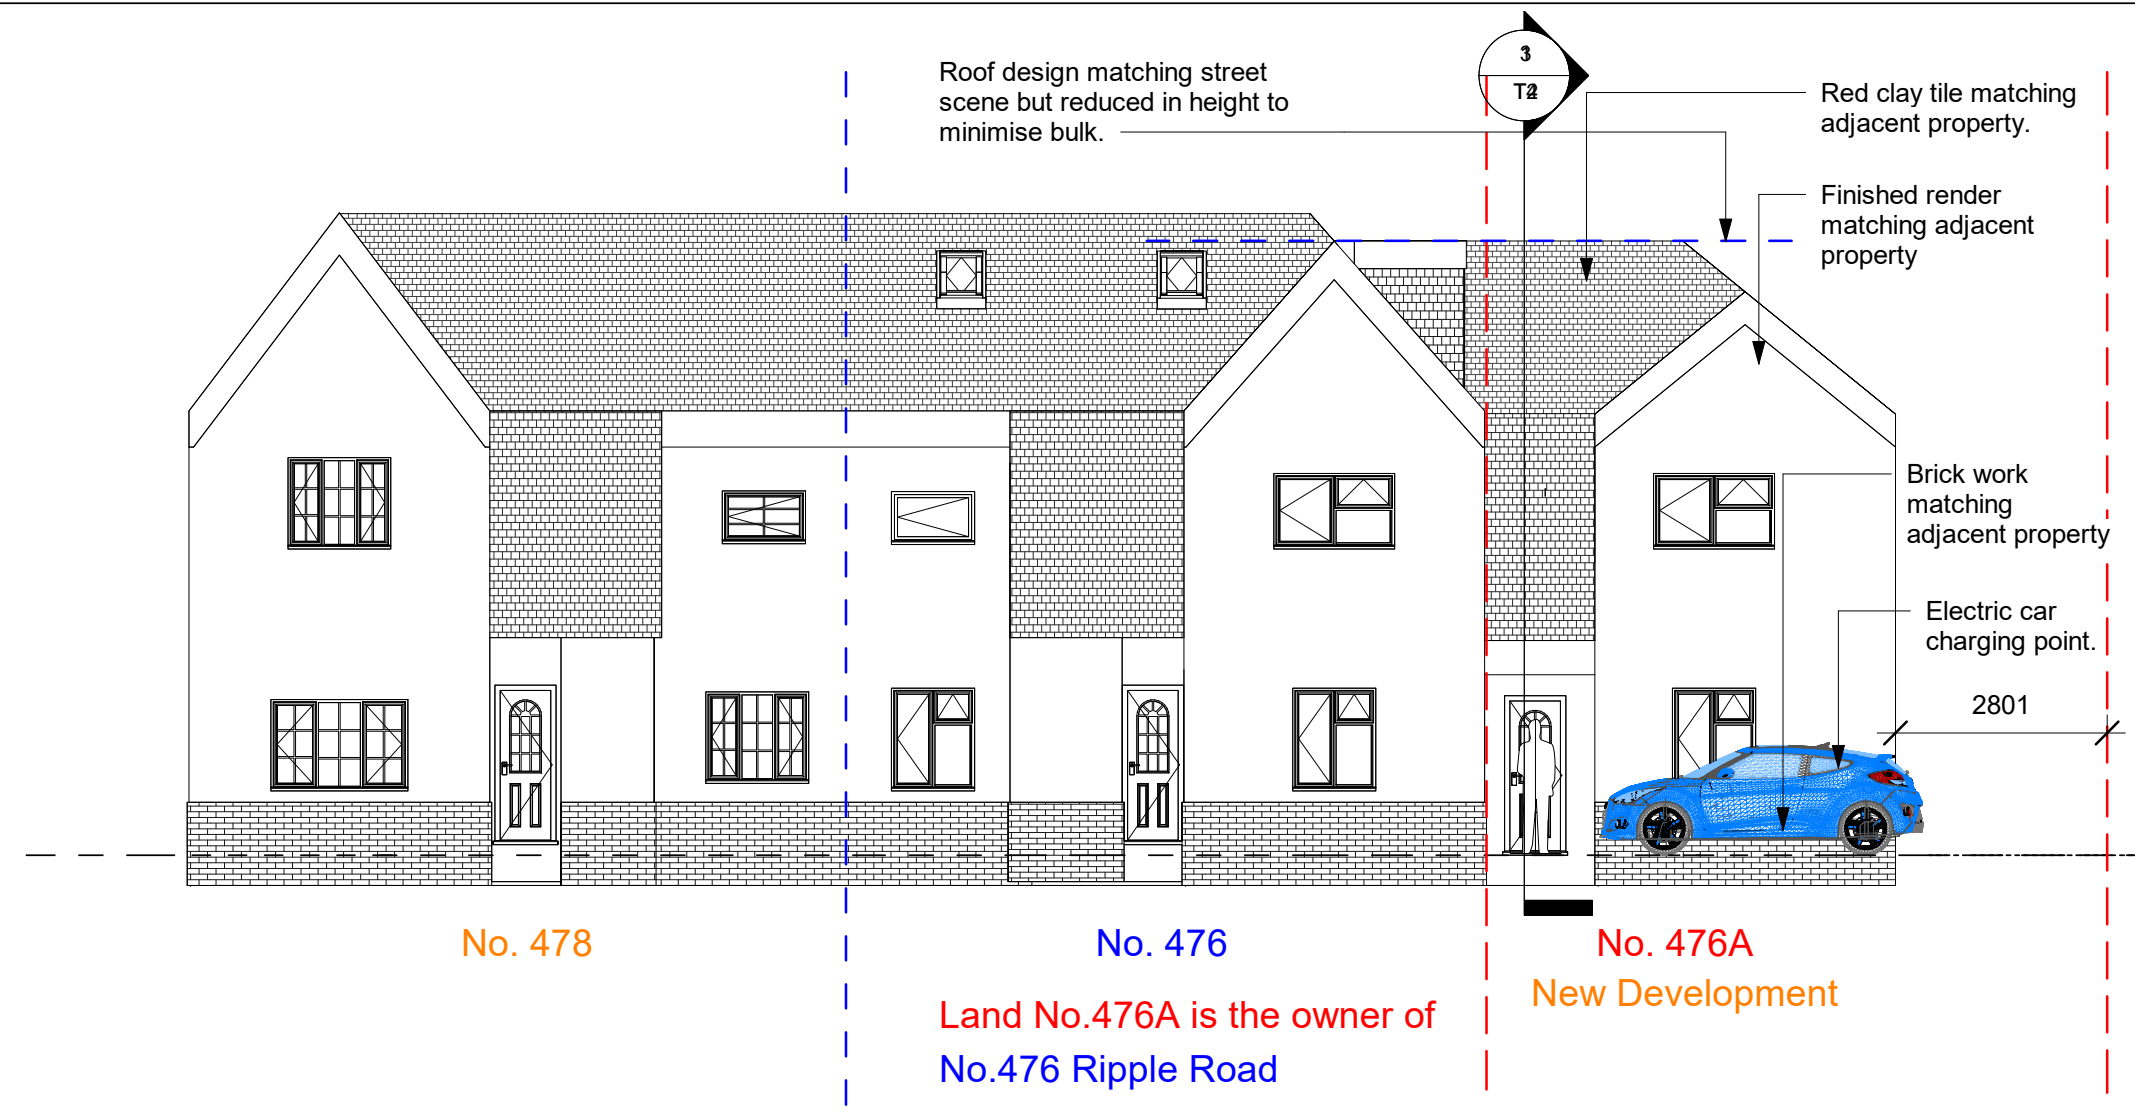 Roof design matching street
scene but reduced in height to
minimise bulk.
Red clay tile matching
adjacent property.
Finished render
matching adjacent
property
Brick work
matching
adjacent property
Electric car
charging point.
2801
No. 478
No. 476
No. 476A
New Development
Land No.476A is the owner of
No.476 Ripple Road